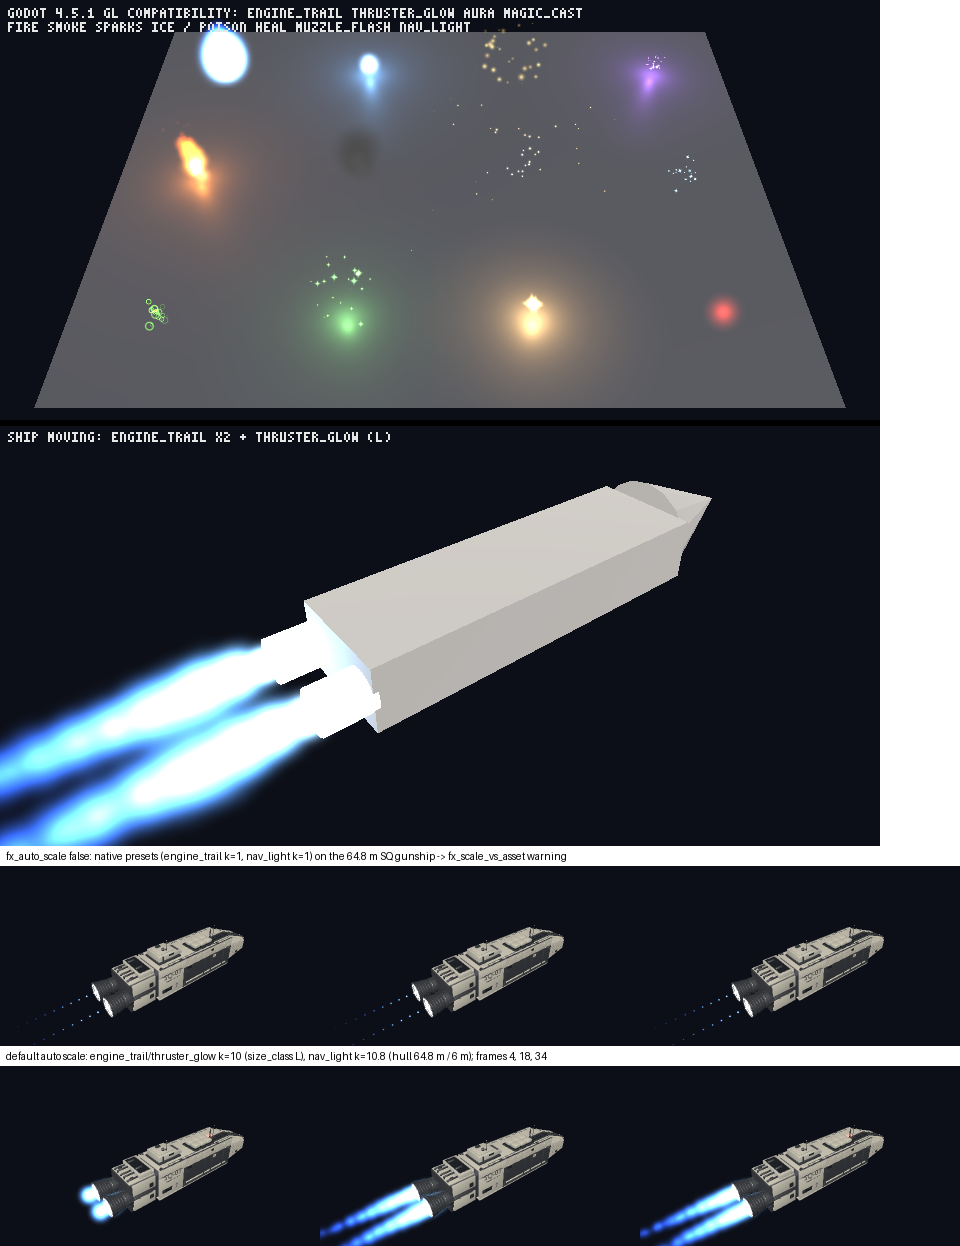 GODOT 4.5.1 GL COMPATIBILITY: ENGINE_TRAIL THRUSTER_GLOW AURA MAGIC_CAST
FIRE SMOKE SPARKS ICE / POISON HEAL MUZZLE_FLASH NAV_LIGHT
SHIP MOVING: ENGINE_TRAIL X2 + THRUSTER_GLOW (L)
fx_auto_scale false: native presets (engine_trail k=1, nav_light k=1) on the 64.8 m SQ gunship -> fx_scale_vs_asset warning
default auto scale: engine_trail/thruster_glow k=10 (size_class L), nav_light k=10.8 (hull 64.8 m / 6 m); frames 4, 18, 34